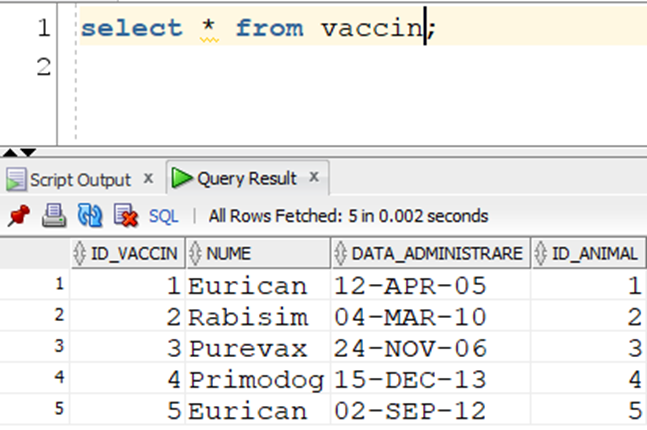 1 select * from vaccin;
2
Script Output x Query Result x
SQL | All Rows Fetched: 5 in 0.002 seconds
ID_VACCIN NUME DATA_ADMINISTRARE ID_ANIMAL
1 1 Eurican 12-APR-05 1
2 2 Rabisim 04-MAR-10 2
3 3 Purevax 24-NOV-06 3
4 4 Primodog 15-DEC-13 4
5 5 Eurican 02-SEP-12 5